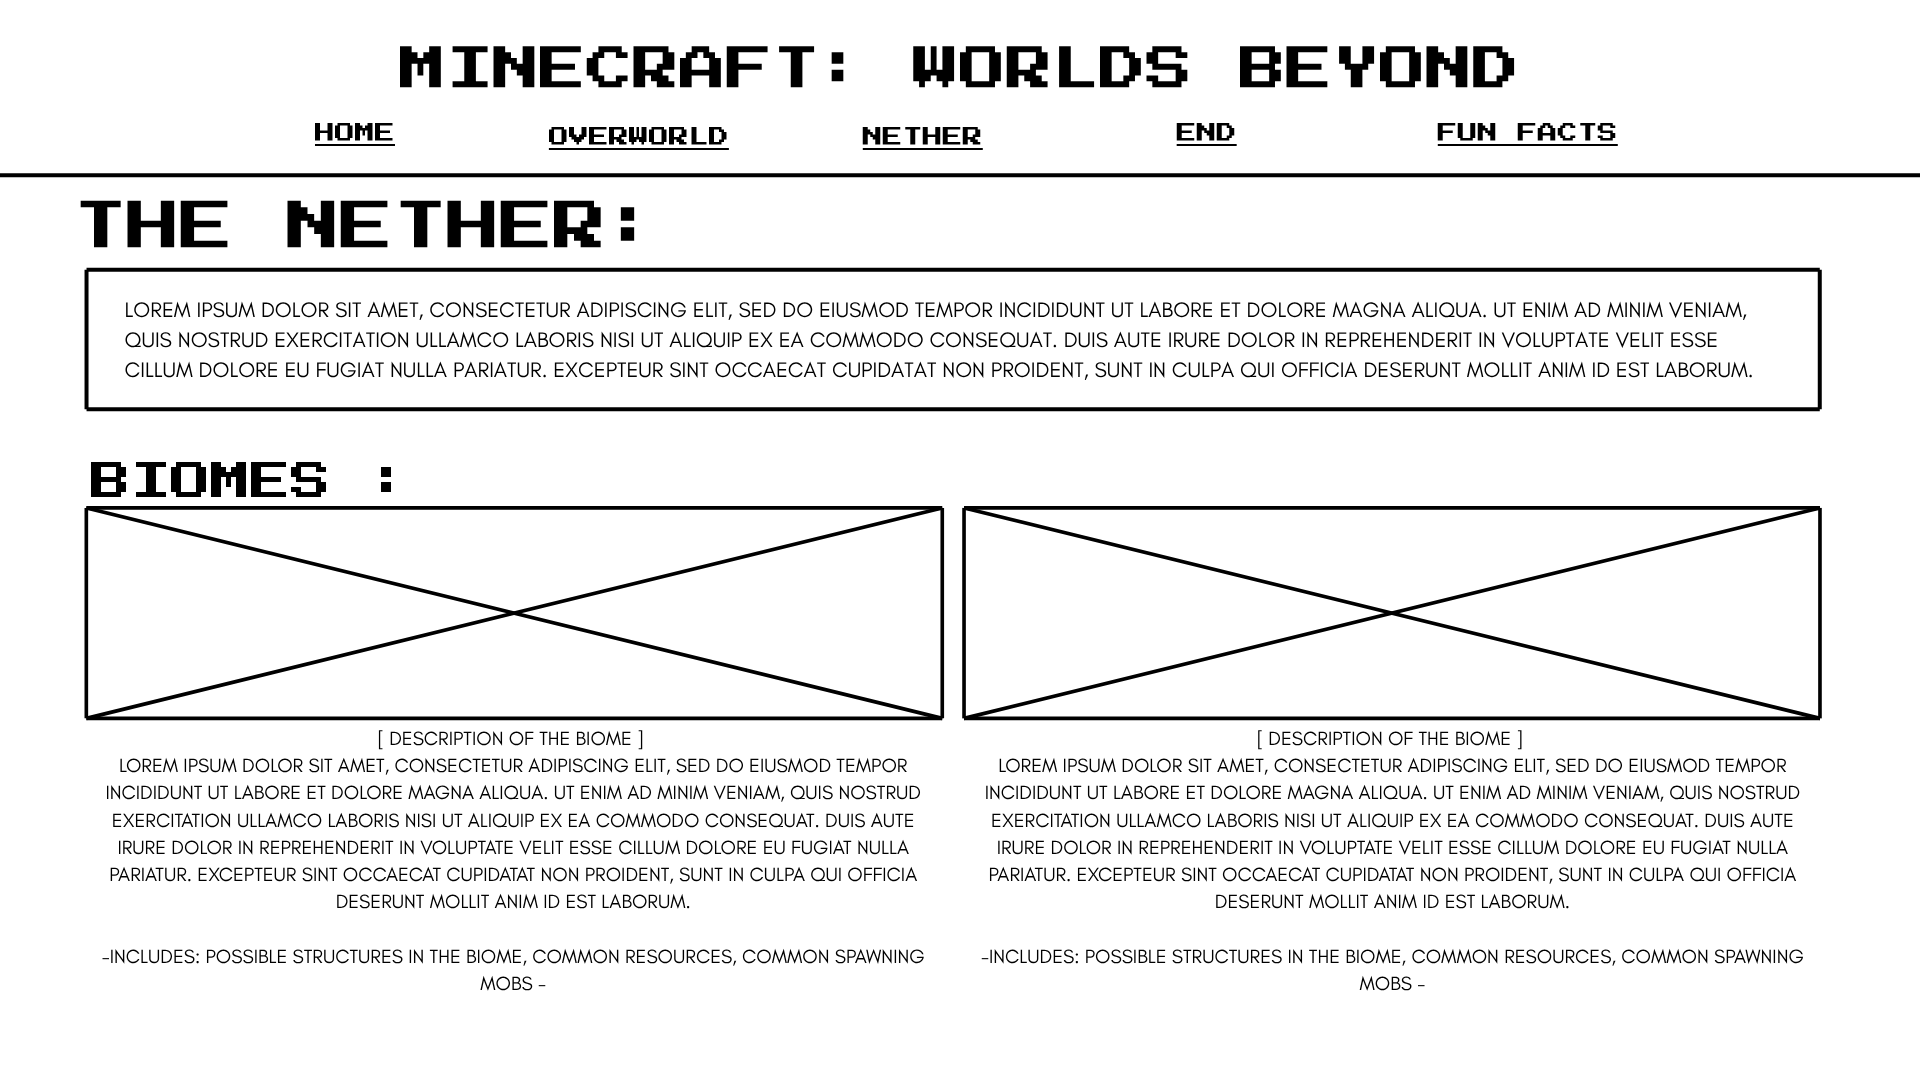 MINECRAFT: WORLDS BEYOND
HOME OVERWORLD NETHER END FUN FACTS
THE NETHER:
LOREM IPSUM DOLOR SIT AMET, CONSECTETUR ADIPISCING ELIT, SED DO EIUSMOD TEMPOR INCIDIDUNT UT LABORE ET DOLORE MAGNA ALIQUA. UT ENIM AD MINIM VENIAM,
QUIS NOSTRUD EXERCITATION ULLAMCO LABORIS NISI UT ALIQUIP EX EA COMMODO CONSEQUAT. DUIS AUTE IRURE DOLOR IN REPREHENDERIT IN VOLUPTATE VELIT ESSE
CILLUM DOLORE EU FUGIAT NULLA PARIATUR. EXCEPTEUR SINT OCCAECAT CUPIDATAT NON PROIDENT, SUNT IN CULPA QUI OFFICIA DESERUNT MOLLIT ANIM ID EST LABORUM.
BIOMES :
[ DESCRIPTION OF THE BIOME ]
LOREM IPSUM DOLOR SIT AMET, CONSECTETUR ADIPISCING ELIT, SED DO EIUSMOD TEMPOR
INCIDIDUNT UT LABORE ET DOLORE MAGNA ALIQUA. UT ENIM AD MINIM VENIAM, QUIS NOSTRUD
EXERCITATION ULLAMCO LABORIS NISI UT ALIQUIP EX EA COMMODO CONSEQUAT. DUIS AUTE
IRURE DOLOR IN REPREHENDERIT IN VOLUPTATE VELIT ESSE CILLUM DOLORE EU FUGIAT NULLA
PARIATUR. EXCEPTEUR SINT OCCAECAT CUPIDATAT NON PROIDENT, SUNT IN CULPA QUI OFFICIA
DESERUNT MOLLIT ANIM ID EST LABORUM.
-INCLUDES: POSSIBLE STRUCTURES IN THE BIOME, COMMON RESOURCES, COMMON SPAWNING
MOBS -
[ DESCRIPTION OF THE BIOME ]
LOREM IPSUM DOLOR SIT AMET, CONSECTETUR ADIPISCING ELIT, SED DO EIUSMOD TEMPOR
INCIDIDUNT UT LABORE ET DOLORE MAGNA ALIQUA. UT ENIM AD MINIM VENIAM, QUIS NOSTRUD
EXERCITATION ULLAMCO LABORIS NISI UT ALIQUIP EX EA COMMODO CONSEQUAT. DUIS AUTE
IRURE DOLOR IN REPREHENDERIT IN VOLUPTATE VELIT ESSE CILLUM DOLORE EU FUGIAT NULLA
PARIATUR. EXCEPTEUR SINT OCCAECAT CUPIDATAT NON PROIDENT, SUNT IN CULPA QUI OFFICIA
DESERUNT MOLLIT ANIM ID EST LABORUM.
-INCLUDES: POSSIBLE STRUCTURES IN THE BIOME, COMMON RESOURCES, COMMON SPAWNING
MOBS -